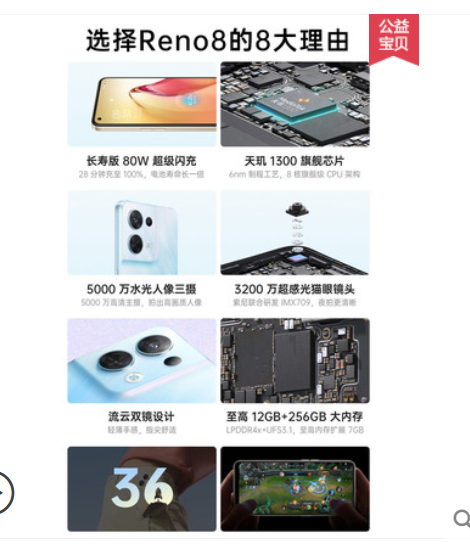 选择Reno8的8大理由
公益
宝贝
长寿版 80W 超级闪充
28 分钟充至 100%，电池寿命长一倍
天玑 1300 旗舰芯片
6nm 制程工艺，8 核旗舰级 CPU 架构
5000 万水光人像三摄
5000 万高清主摄，拍出高画质人像
3200 万超感光猫眼镜头
索尼联合研发 IMX709，夜拍更清晰
流云双镜设计
轻薄手感，指尖舒适
至高 12GB+256GB 大内存
LPDDR4x+UFS3.1，至高内存扩展 7GB
36